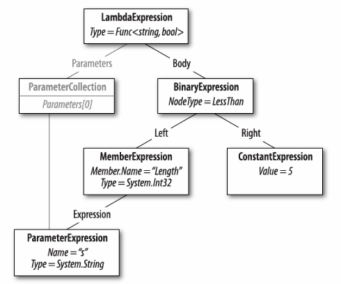 LambdaExpression
Type = Func<string, bool>
Parameters
Body
ParameterCollection
Parameters[0]
BinaryExpression
NodeType = LessThan
Left
Right
MemberExpression
Member.Name = “Length”
Type = System.Int32
ConstantExpression
Value = 5
Expression
ParameterExpression
Name = “s”
Type = System.String